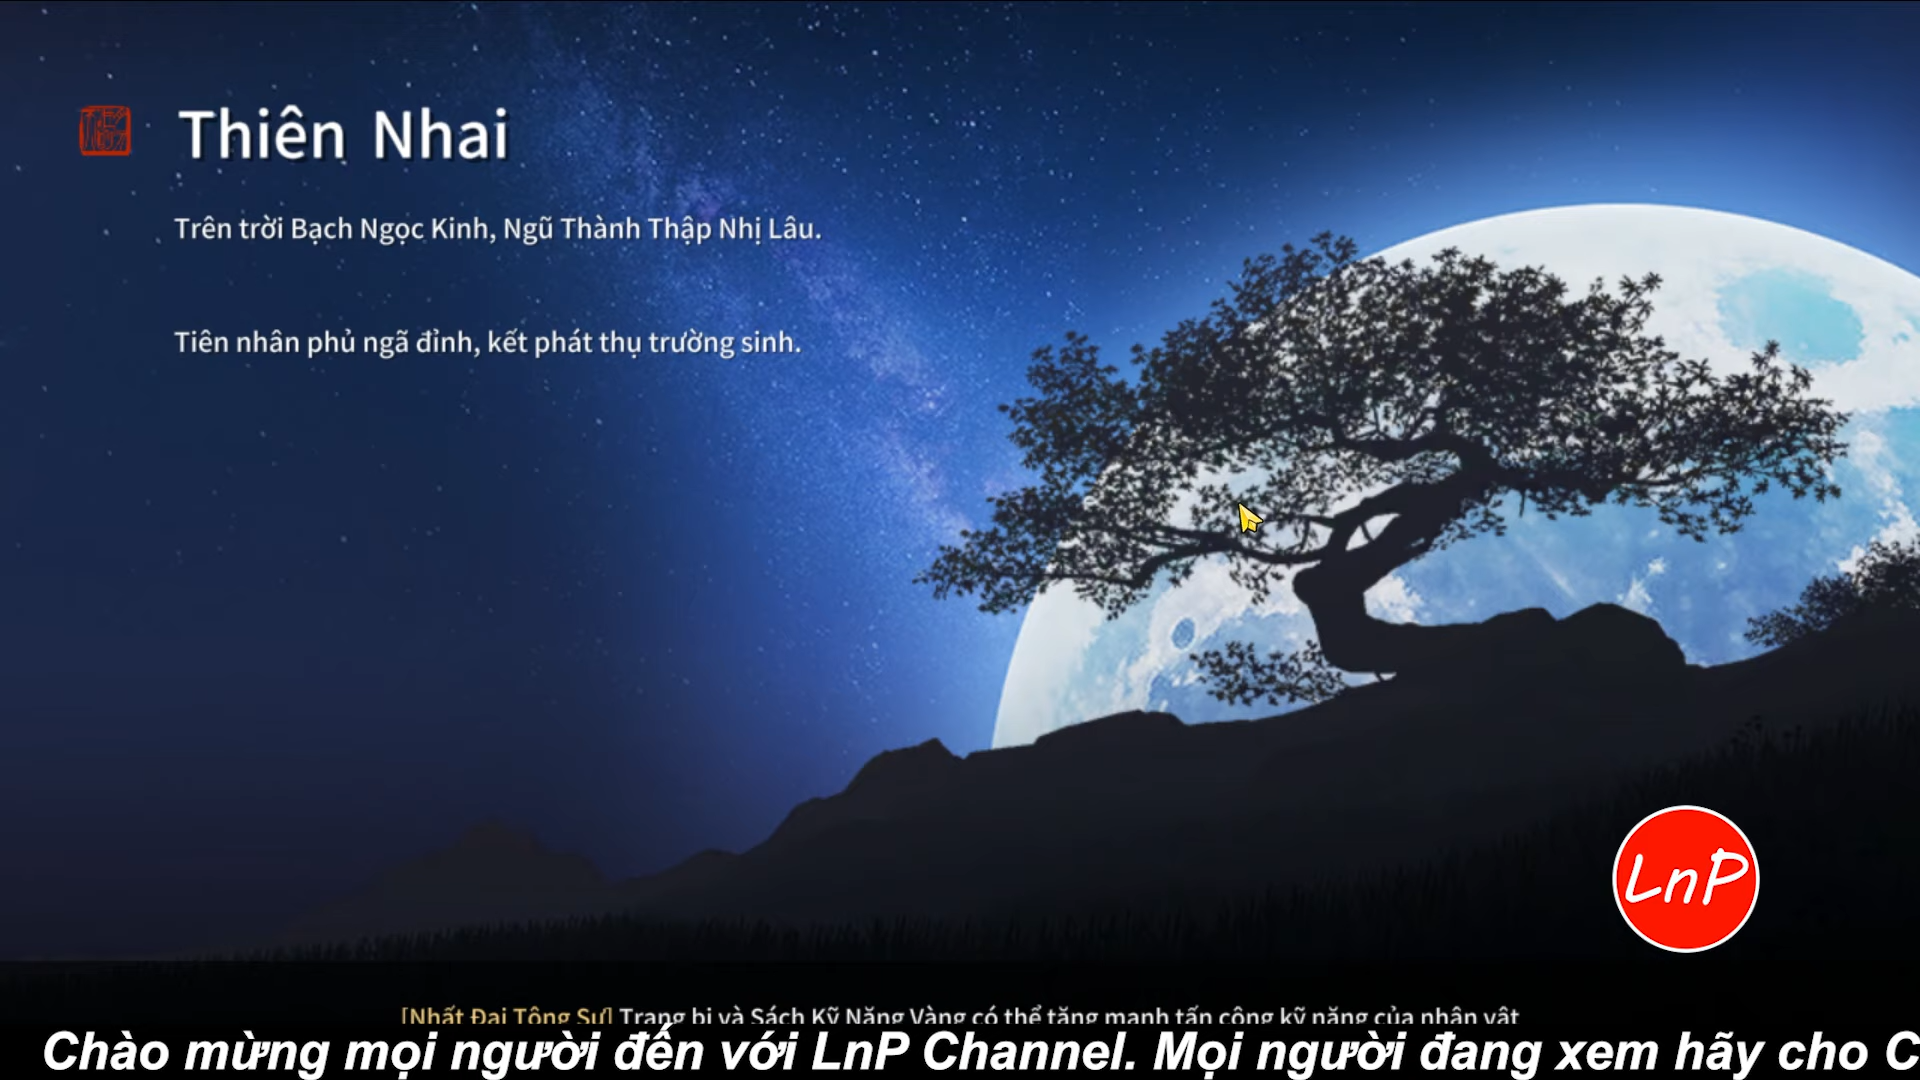 Thiên Nhai
Trên trời Bạch Ngọc Kinh, Ngũ Thành Thập Nhị Lâu.
Tiên nhân phủ ngã đỉnh, kết phát thụ trường sinh.
LnP
[Nhất Đại Tông Sư] Trang bị và Sách Kỹ Năng Vàng có thể tăng mạnh tấn công kỹ năng của nhân vật
Chào mừng mọi người đến với LnP Channel. Mọi người đang xem hãy cho C